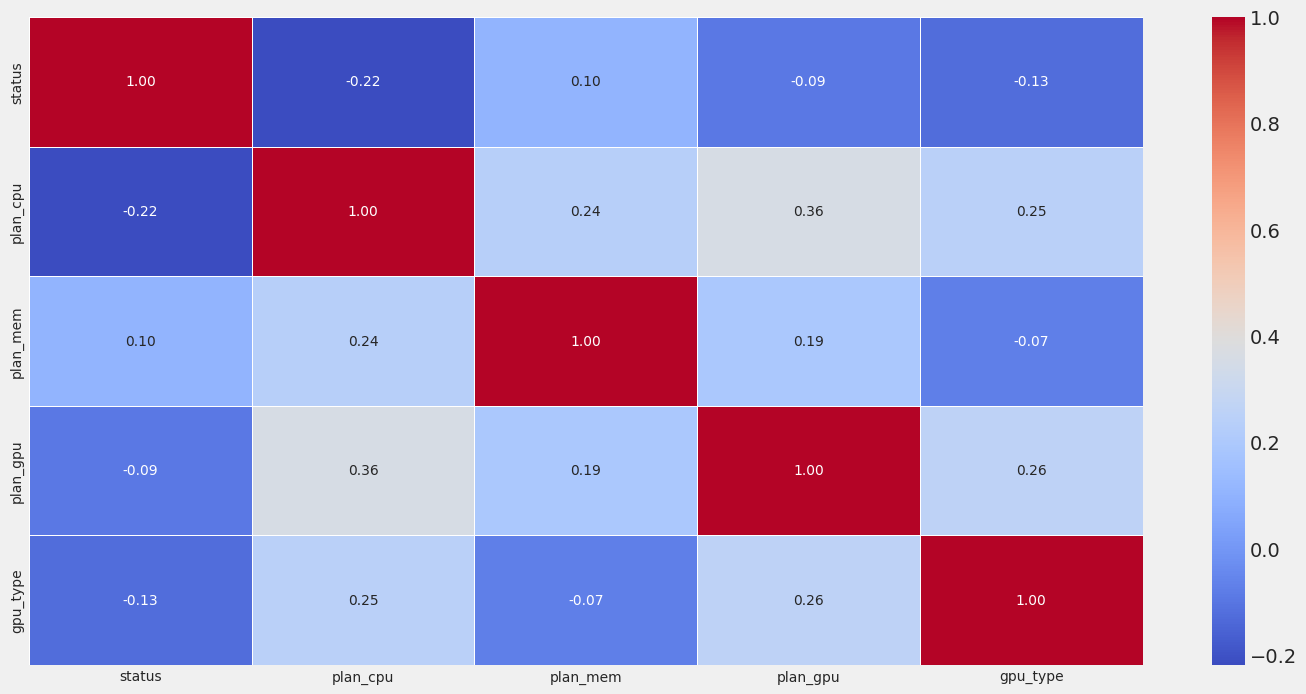 status 1.00 -0.22 0.10 -0.09 -0.13
plan_cpu -0.22 1.00 0.24 0.36 0.25
plan_mem 0.10 0.24 1.00 0.19 -0.07
plan_gpu -0.09 0.36 0.19 1.00 0.26
gpu_type -0.13 0.25 -0.07 0.26 1.00
status plan_cpu plan_mem plan_gpu gpu_type
1.0
0.8
0.6
0.4
0.2
0.0
−0.2